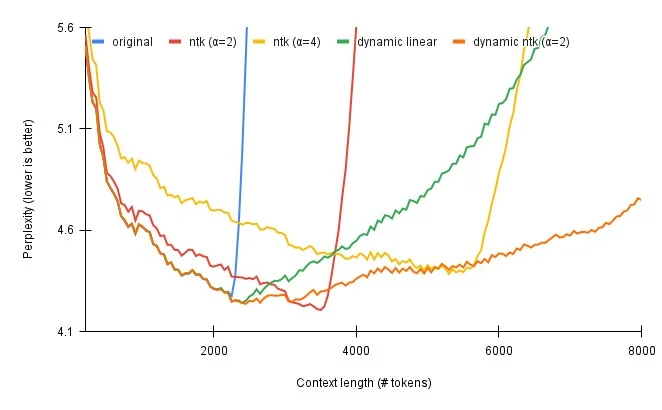 original ntk (α=2) ntk (α=4) dynamic linear dynamic ntk (α=2)
5.6
5.1
4.6
4.1
Perplexity (lower is better)
2000 4000 6000 8000
Context length (# tokens)